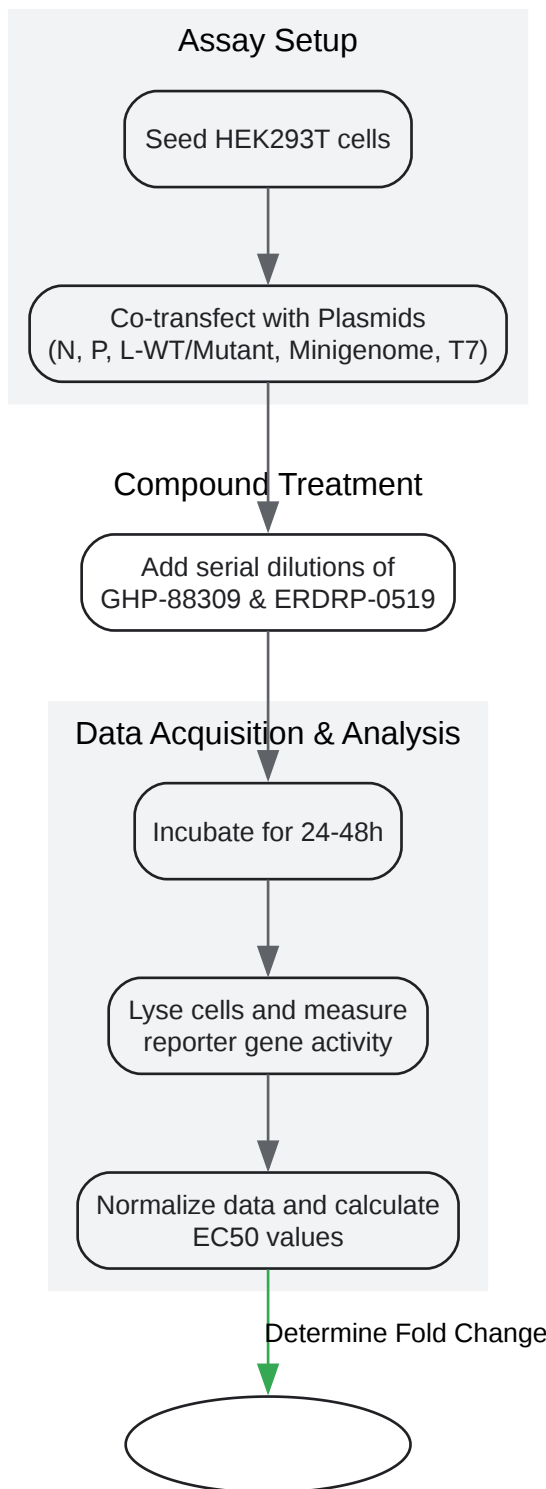 Assay Setup
Seed HEK293T cells
Co-transfect with Plasmids
(N, P, L-WT/Mutant, Minigenome, T7)
Compound Treatment
Add serial dilutions of
GHP-88309 & ERDRP-0519
Data Acquisition & Analysis
Incubate for 24-48h
Lyse cells and measure
reporter gene activity
Normalize data and calculate
EC50 values
Determine Fold Change